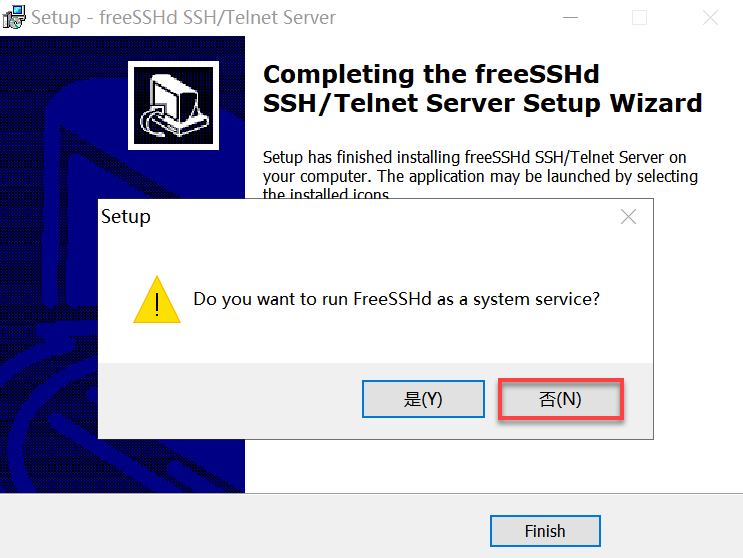 Setup - freeSSHd SSH/Telnet Server
Completing the freeSSHd
SSH/Telnet Server Setup Wizard
Setup has finished installing freeSSHd SSH/Telnet Server on
your computer. The application may be launched by selecting
the installed icons.
Setup
Do you want to run FreeSSHd as a system service?
是(Y)
否(N)
Finish